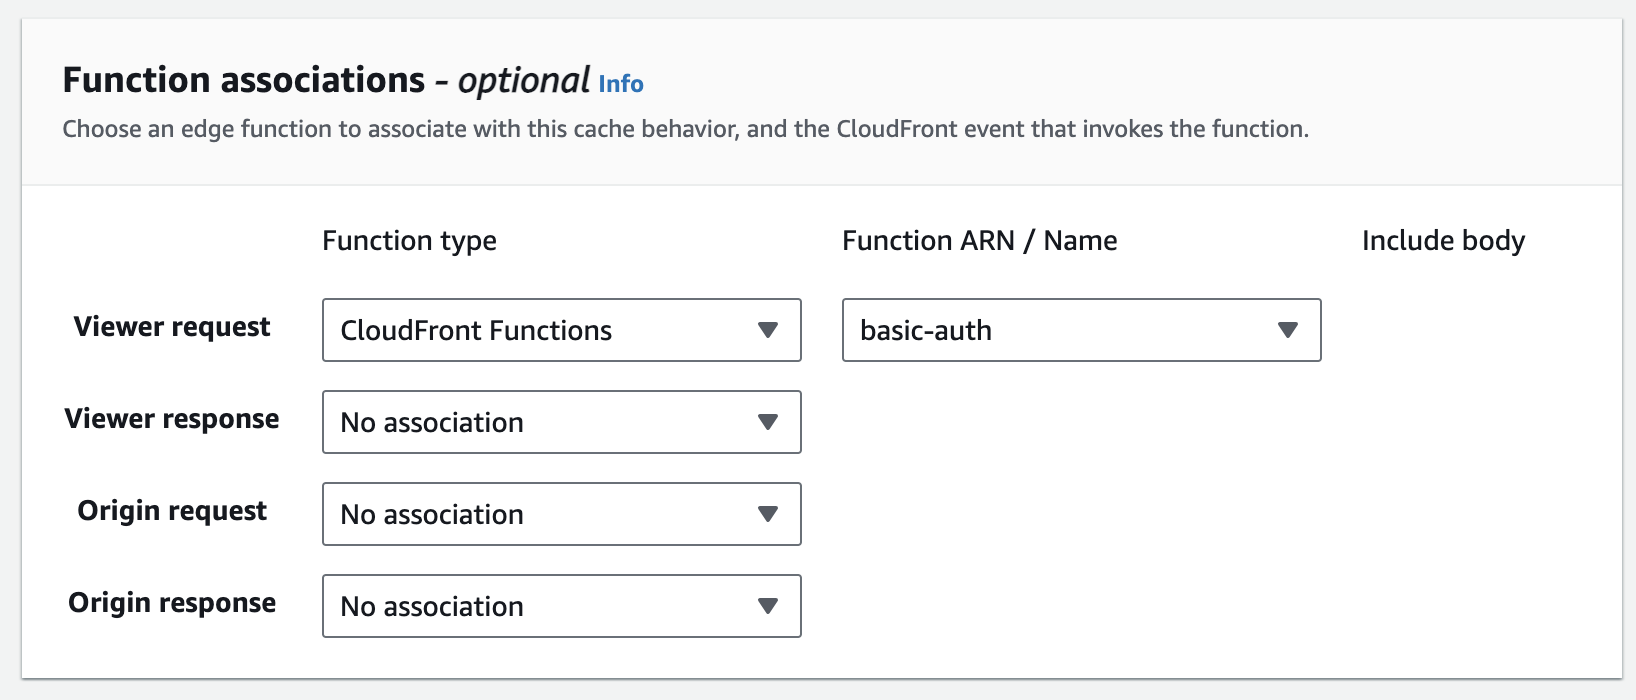 Function associations - optional Info
Choose an edge function to associate with this cache behavior, and the CloudFront event that invokes the function.
Function type Function ARN / Name Include body
Viewer request CloudFront Functions basic-auth
Viewer response No association
Origin request No association
Origin response No association